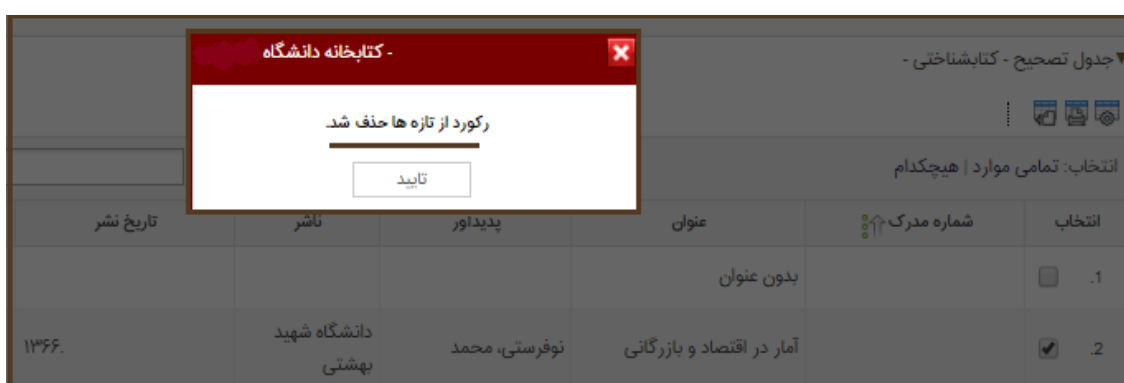 - کتابخانه دانشگاه
جدول تصحیح - کتابشناختی -
رکورد از تازه ها حذف شد.
تایید
انتخاب: تمامی موارد | هیچکدام
انتخاب شماره مدرک عنوان پدیدآور ناشر تاریخ نشر
1. بدون عنوان
2. آمار در اقتصاد و بازرگانی نوفرستی، محمد دانشگاه شهید ۱۳۶۶.
بهشتی